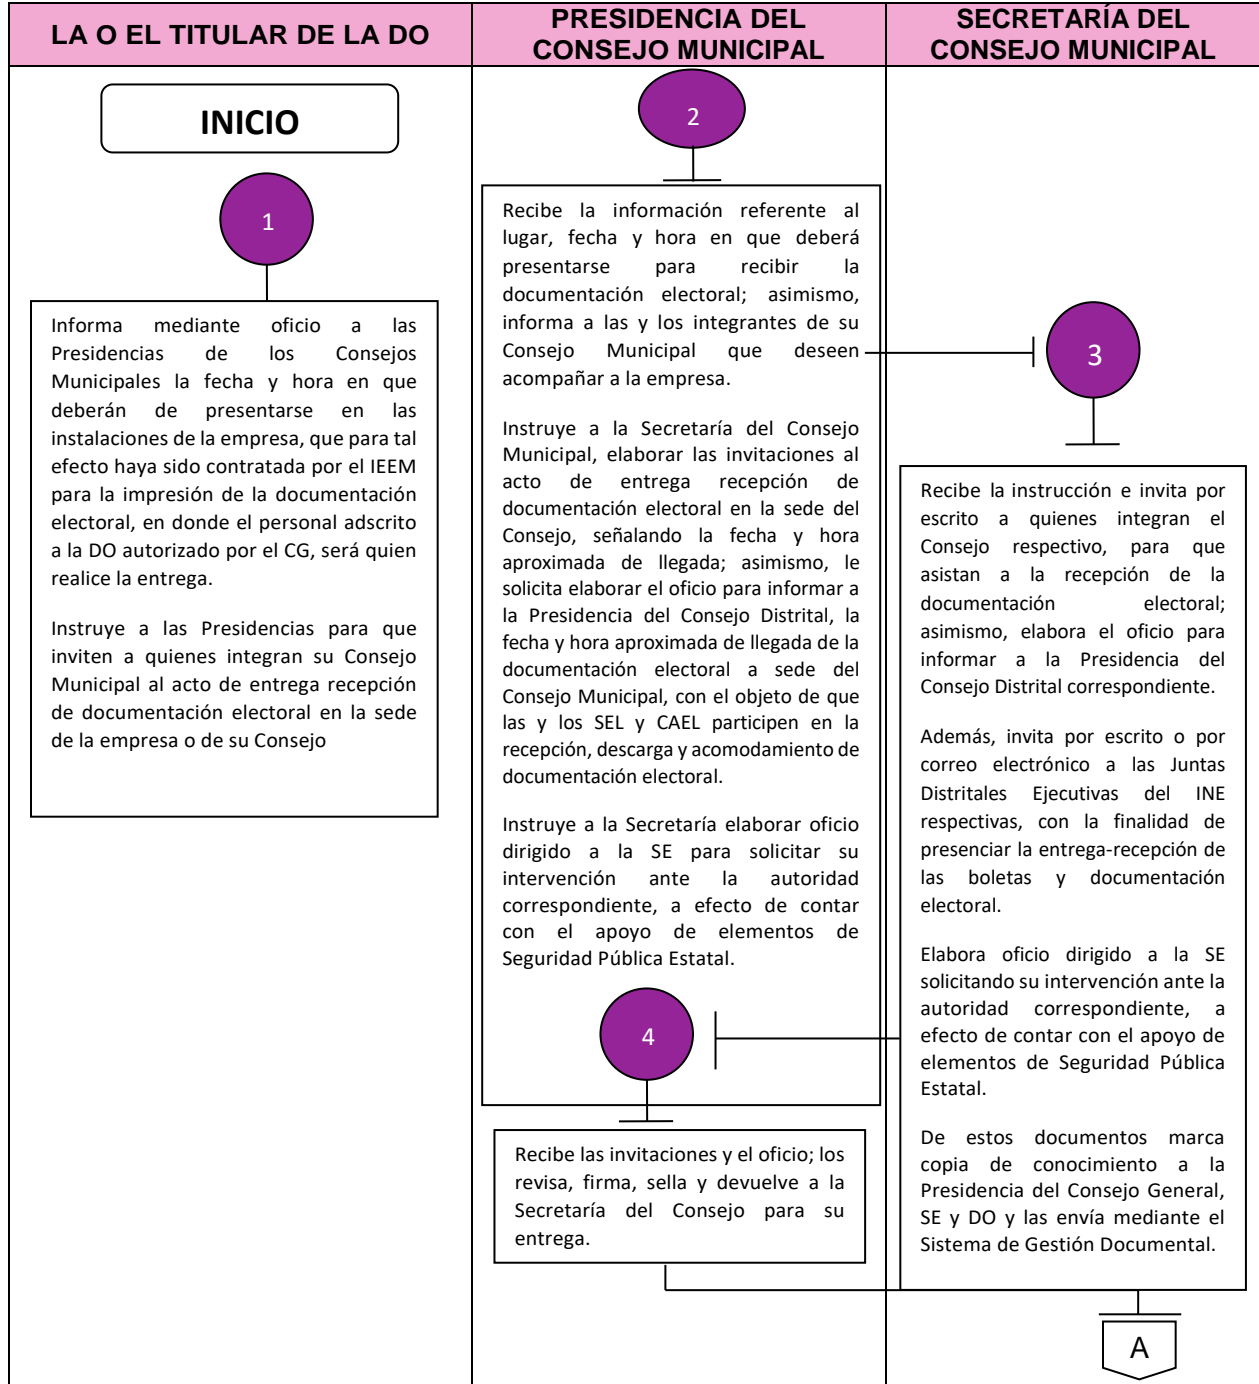 LA O EL TITULAR DE LA DO
PRESIDENCIA DEL
CONSEJO MUNICIPAL
SECRETARÍA DEL
CONSEJO MUNICIPAL
INICIO
1
Informa mediante oficio a las
Presidencias de los Consejos
Municipales la fecha y hora en que
deberán de presentarse en las
instalaciones de la empresa, que para tal
efecto haya sido contratada por el IEEM
para la impresión de la documentación
electoral, en donde el personal adscrito
a la DO autorizado por el CG, será quien
realice la entrega.
Instruye a las Presidencias para que
inviten a quienes integran su Consejo
Municipal al acto de entrega recepción
de documentación electoral en la sede
de la empresa o de su Consejo
2
Recibe la información referente al
lugar, fecha y hora en que deberá
presentarse para recibir la
documentación electoral; asimismo,
informa a las y los integrantes de su
Consejo Municipal que deseen
acompañar a la empresa.
Instruye a la Secretaría del Consejo
Municipal, elaborar las invitaciones al
acto de entrega recepción de
documentación electoral en la sede del
Consejo, señalando la fecha y hora
aproximada de llegada; asimismo, le
solicita elaborar el oficio para informar a
la Presidencia del Consejo Distrital, la
fecha y hora aproximada de llegada de la
documentación electoral a sede del
Consejo Municipal, con el objeto de que
las y los SEL y CAEL participen en la
recepción, descarga y acomodamiento de
documentación electoral.
Instruye a la Secretaría elaborar oficio
dirigido a la SE para solicitar su
intervención ante la autoridad
correspondiente, a efecto de contar
con el apoyo de elementos de
Seguridad Pública Estatal.
3
Recibe la instrucción e invita por
escrito a quienes integran el
Consejo respectivo, para que
asistan a la recepción de la
documentación electoral;
asimismo, elabora el oficio para
informar a la Presidencia del
Consejo Distrital correspondiente.
Además, invita por escrito o por
correo electrónico a las Juntas
Distritales Ejecutivas del INE
respectivas, con la finalidad de
presenciar la entrega-recepción de
las boletas y documentación
electoral.
Elabora oficio dirigido a la SE
solicitando su intervención ante la
autoridad correspondiente, a
efecto de contar con el apoyo de
elementos de Seguridad Pública
Estatal.
De estos documentos marca
copia de conocimiento a la
Presidencia del Consejo General,
SE y DO y las envía mediante el
Sistema de Gestión Documental.
4
Recibe las invitaciones y el oficio; los
revisa, firma, sella y devuelve a la
Secretaría del Consejo para su
entrega.
A